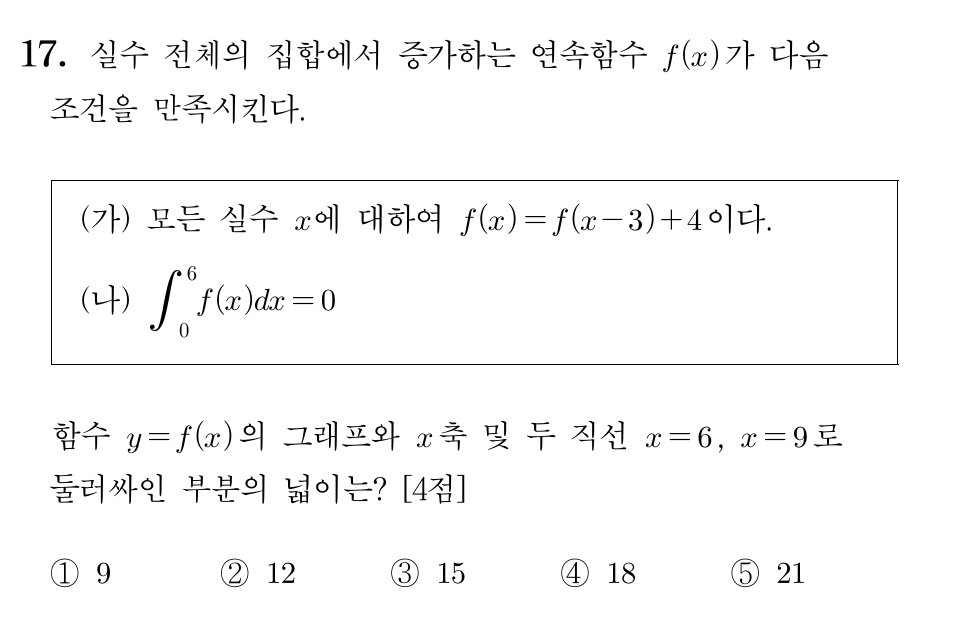 17. 실수 전체의 집합에서 증가하는 연속함수 f(x)가 다음
조건을 만족시킨다.
(가) 모든 실수 x에 대하여 f(x)=f(x-3)+4이다.
(나) ∫₀⁶ f(x)dx=0
함수 y=f(x)의 그래프와 x축 및 두 직선 x=6, x=9로
둘러싸인 부분의 넓이는? [4점]
① 9 ② 12 ③ 15 ④ 18 ⑤ 21